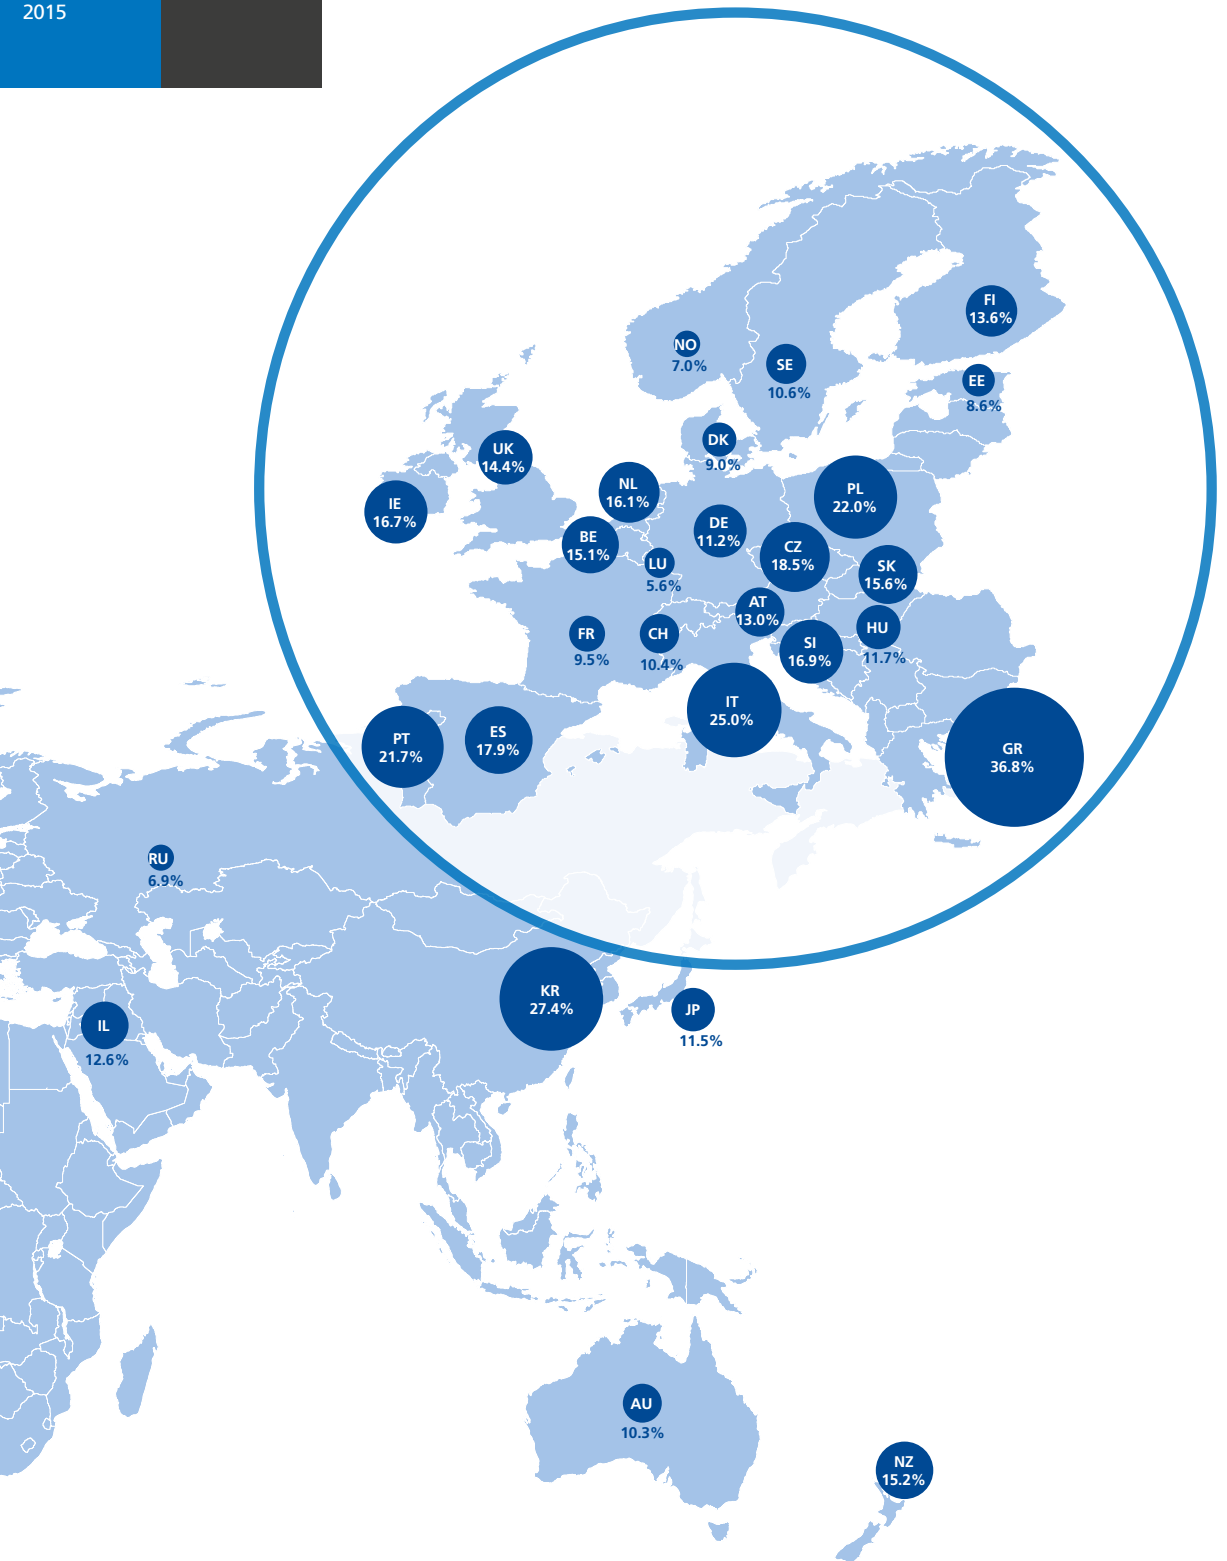 2015
FI
13.6%
NO
7.0%
SE
10.6%
EE
8.6%
DK
9.0%
UK
14.4%
NL
16.1%
PL
22.0%
IE
16.7%
BE
15.1%
DE
11.2%
CZ
18.5%
LU
5.6%
SK
15.6%
AT
13.0%
FR
9.5%
CH
10.4%
SI
16.9%
HU
11.7%
IT
25.0%
PT
21.7%
ES
17.9%
GR
36.8%
RU
6.9%
KR
27.4%
JP
11.5%
IL
12.6%
AU
10.3%
NZ
15.2%